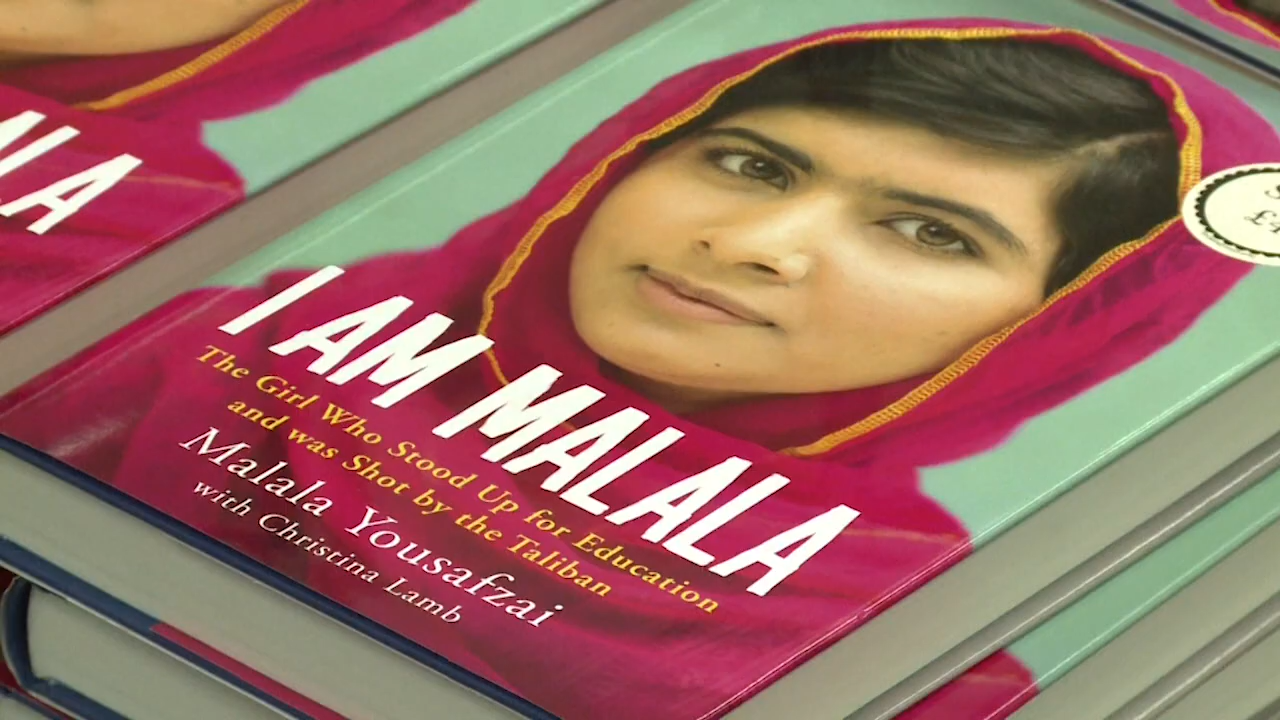 I AM MALALA
The Girl Who Stood Up for Education
and was Shot by the Taliban
Malala Yousafzai
with Christina Lamb